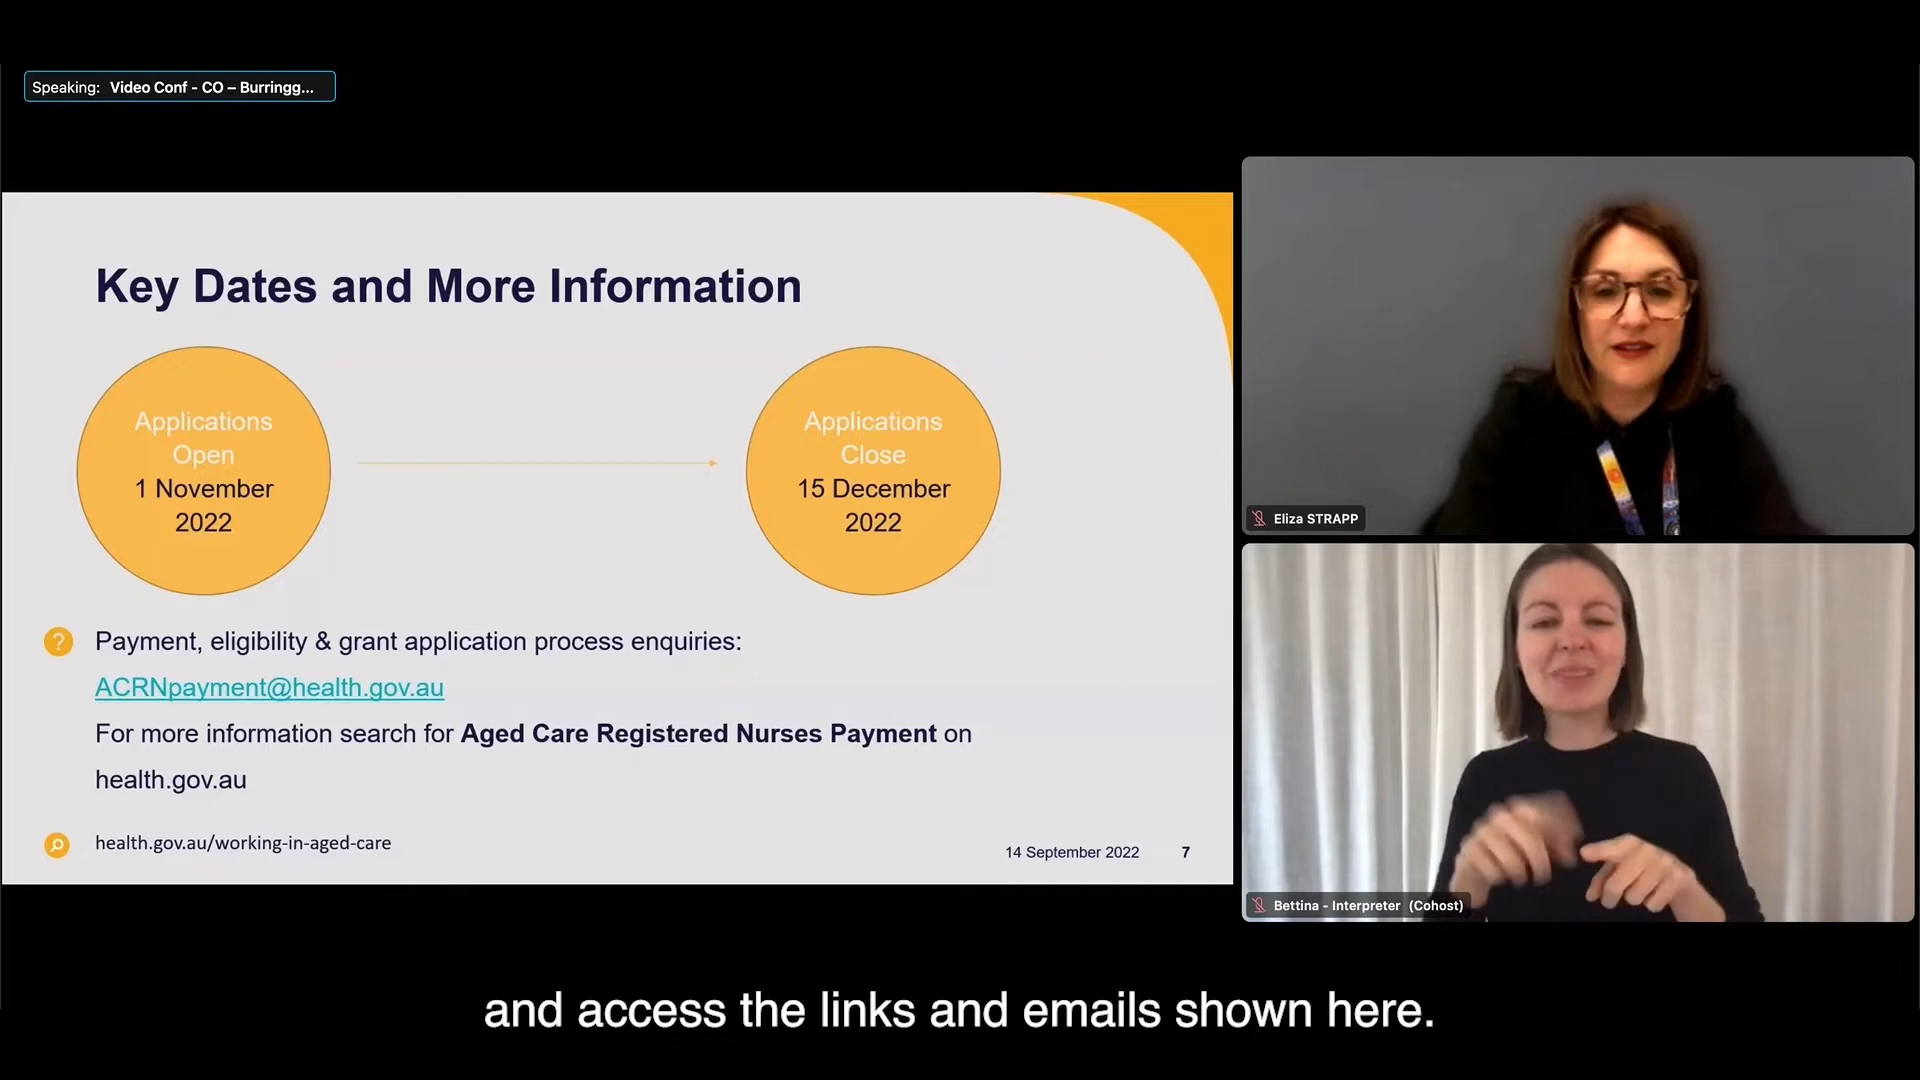 Speaking: Video Conf - CO – Burringg...
Key Dates and More Information
Applications
Open
1 November
2022
Applications
Close
15 December
2022
?
Payment, eligibility & grant application process enquiries:
ACRNpayment@health.gov.au
For more information search for Aged Care Registered Nurses Payment on
health.gov.au
health.gov.au/working-in-aged-care
14 September 2022 7
Eliza STRAPP
Bettina - Interpreter (Cohost)
and access the links and emails shown here.